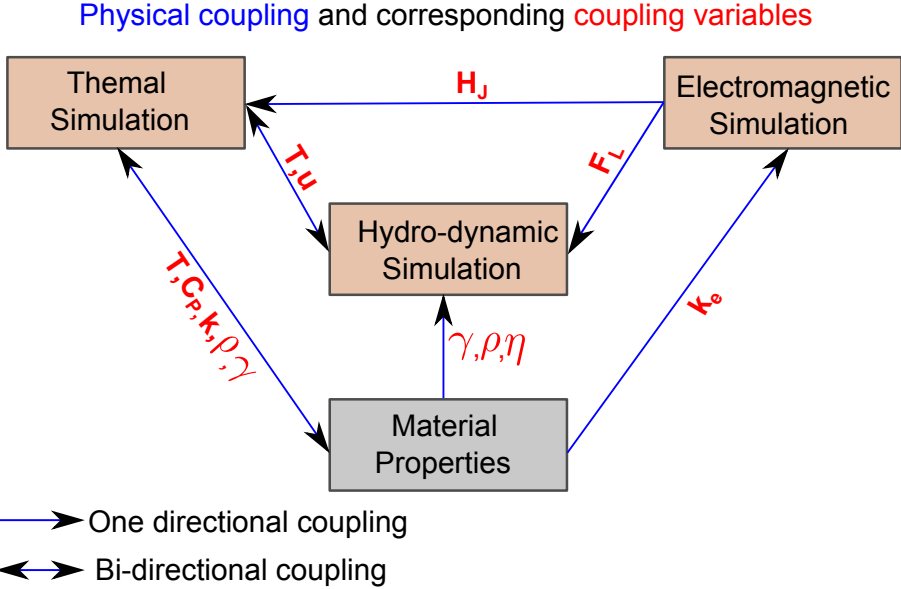 Physical coupling and corresponding coupling variables
Themal
Simulation
H_J
Electromagnetic
Simulation
T,u
F_L
Hydro-dynamic
Simulation
T,C_P,k,ρ,γ
γ,ρ,η
k_e
Material
Properties
One directional coupling
Bi-directional coupling